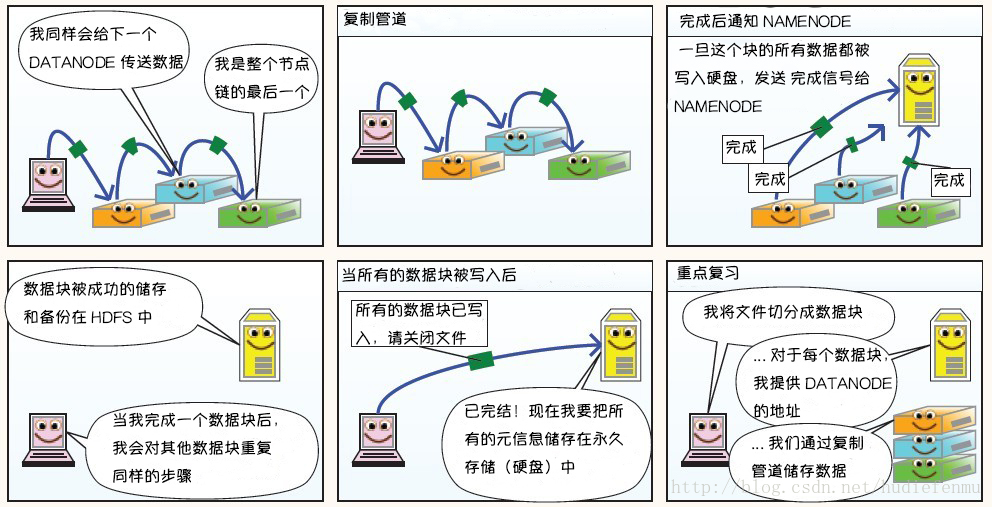 我同样会给下一个
DATANODE 传送数据
我是整个节点
链的最后一个
复制管道
完成后通知 NAMENODE
一旦这个块的所有数据都被
写入硬盘，发送 完成信号给
NAMENODE
完成
完成
完成
数据块被成功的储存
和备份在 HDFS 中
当我完成一个数据块后，
我会对其他数据块重复
同样的步骤
当所有的数据块被写入后
所有的数据块已写
入，请关闭文件
已完结！现在我要把所
有的元信息储存在永久
存储（硬盘）中
重点复习
我将文件切分成数据块
... 对于每个数据块，
我提供 DATANODE
的地址
... 我们通过复制
管道储存数据
http://blog.csdn.net/hudiefenmu